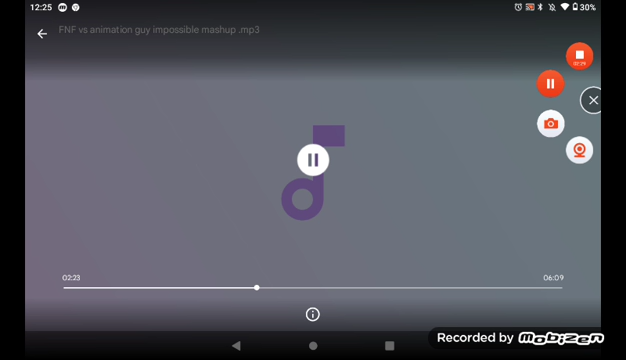 12:25
30%
FNF vs animation guy impossible mashup .mp3
02:29
02:23
06:09
Recorded by Mobizen